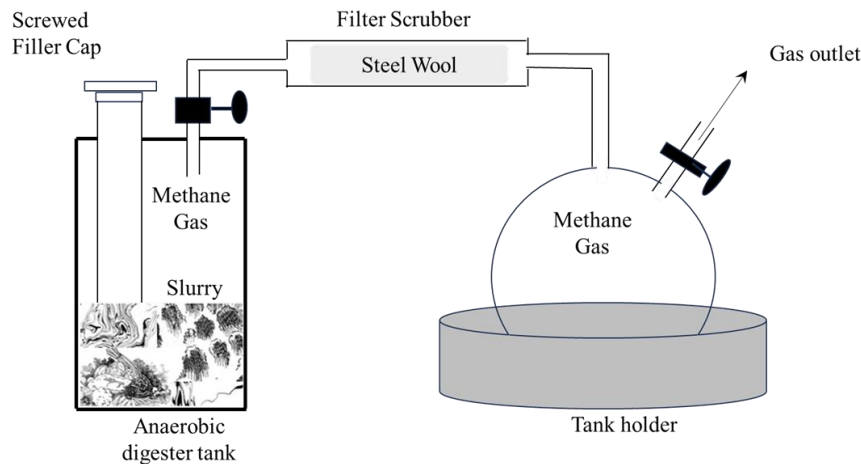 Screwed
Filler Cap
Filter Scrubber
Steel Wool
Gas outlet
Methane
Gas
Methane
Gas
Slurry
Anaerobic
digester tank
Tank holder